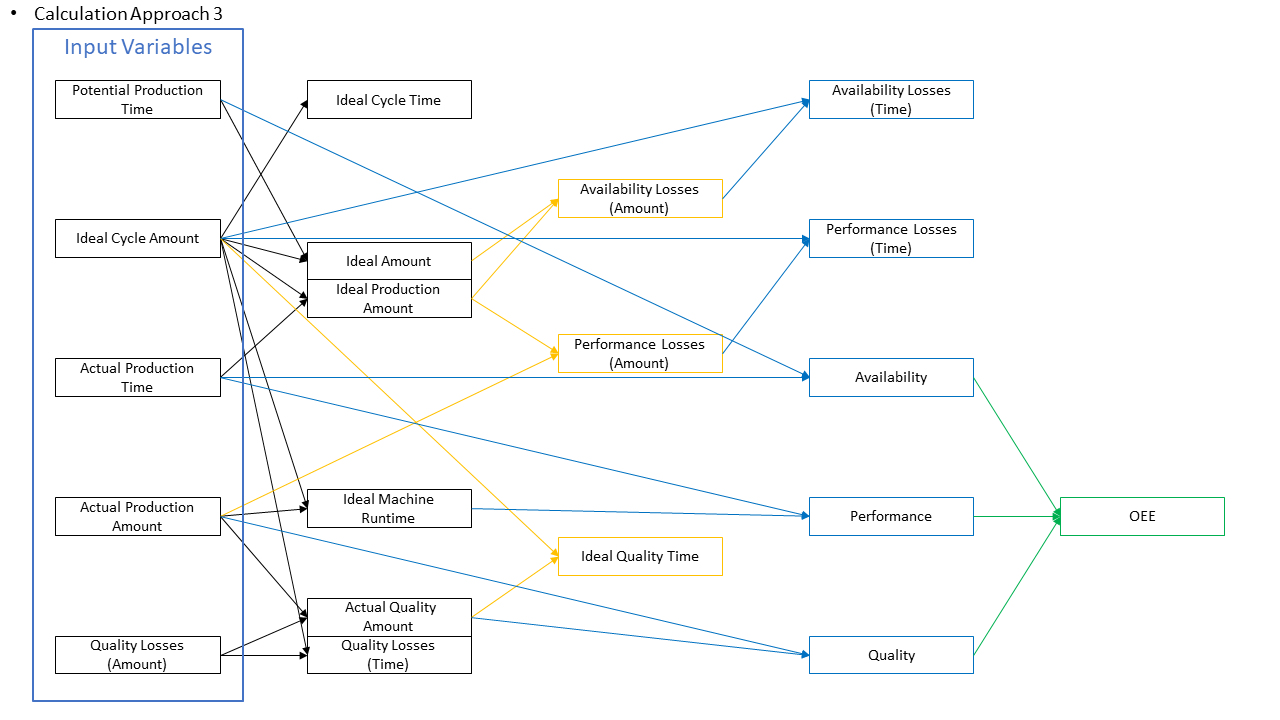 • Calculation Approach 3
Input Variables
Potential Production
Time
Ideal Cycle Time
Availability Losses
(Time)
Availability Losses
(Amount)
Ideal Cycle Amount
Performance Losses
(Time)
Ideal Amount
Ideal Production
Amount
Performance Losses
(Amount)
Actual Production
Time
Availability
Actual Production
Amount
Ideal Machine
Runtime
Performance
OEE
Ideal Quality Time
Actual Quality
Amount
Quality Losses
(Amount)
Quality Losses
(Time)
Quality